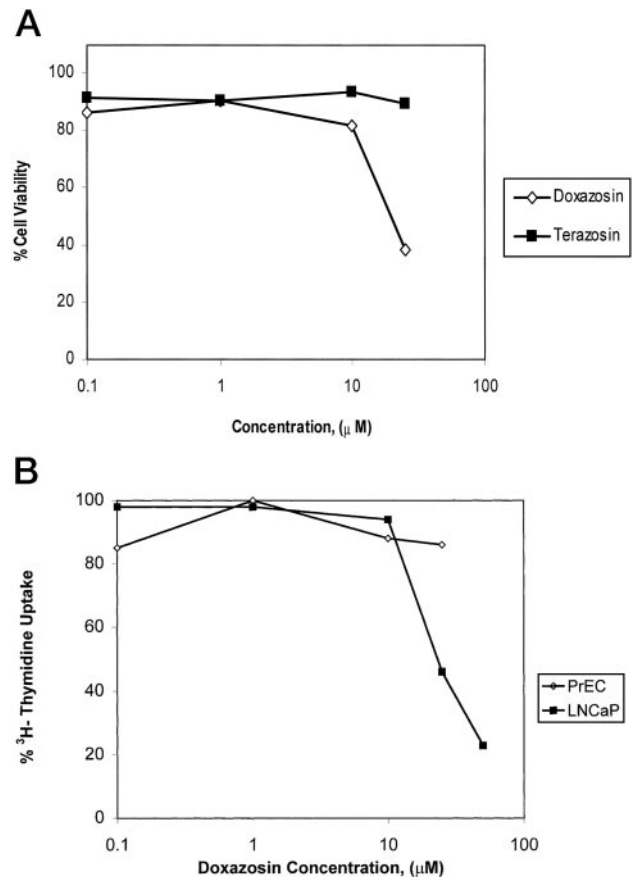 A
100
80
60
40
20
0
% Cell Viability
0.1 1 10 100
Concentration, (μ M)
Doxazosin
Terazosin
B
100
80
60
40
20
0
% ³H- Thymidine Uptake
0.1 1 10 100
Doxazosin Concentration, (μM)
PrEC
LNCaP